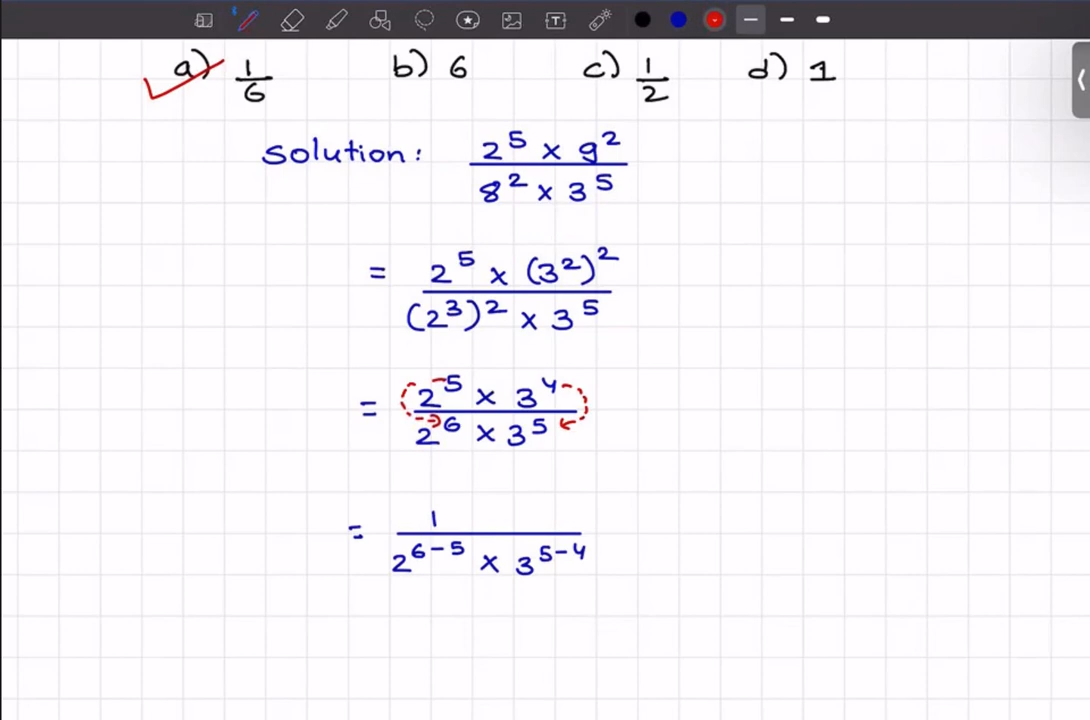 a) 1/6 b) 6 c) 1/2 d) 1
Solution: 2^5 × 9^2 / 8^2 × 3^5
= 2^5 × (3^2)^2 / (2^3)^2 × 3^5
= 2^5 × 3^4 / 2^6 × 3^5
= 1 / 2^6-5 × 3^5-4